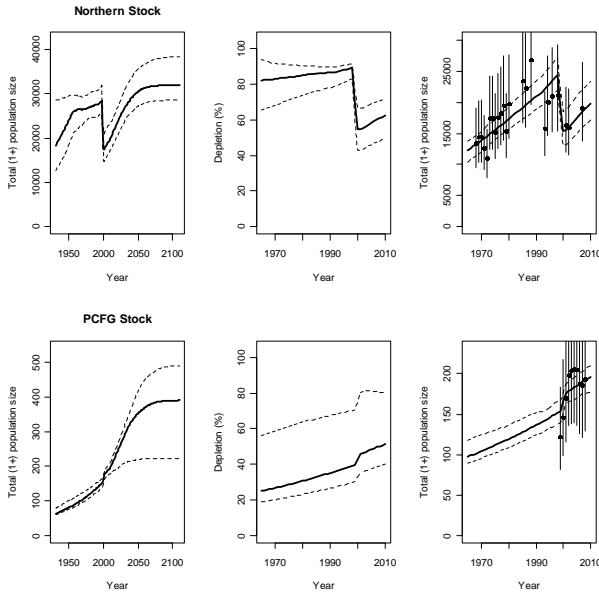 Northern Stock
Total (1+) population size
0 10000 20000 30000 40000
1950 2000 2050 2100
Year
Depletion (%)
0 20 40 60 80 100
1970 1990 2010
Year
Total (1+) population size
0 5000 15000 25000
1970 1990 2010
Year
PCFG Stock
Total (1+) population size
0 100 200 300 400 500
1950 2000 2050 2100
Year
Depletion (%)
0 20 40 60 80 100
1970 1990 2010
Year
Total (1+) population size
0 50 100 150 200
1970 1990 2010
Year